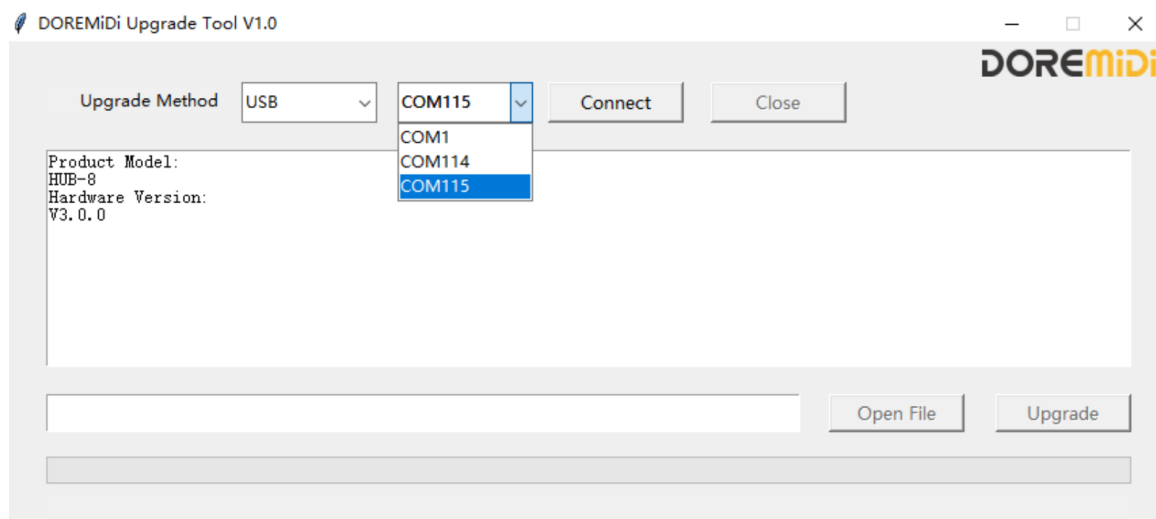 DOREMiDi Upgrade Tool V1.0
DOREMiDi
Upgrade Method USB COM115 Connect Close
COM1
COM114
COM115
Product Model:
HUB-8
Hardware Version:
V3.0.0
Open File Upgrade